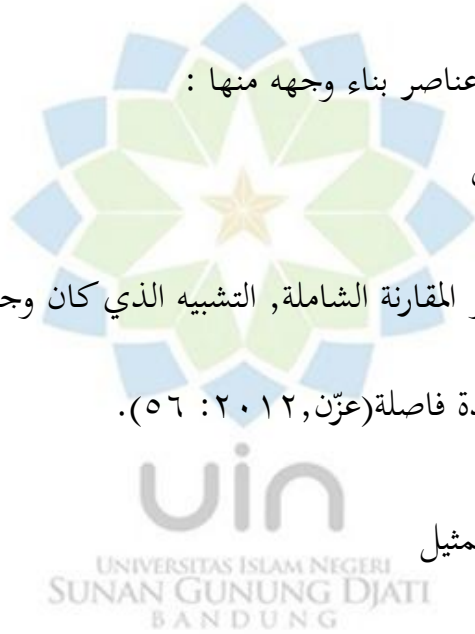 عناصر بناء وجهه منها :
المقارنة الشاملة, التشبيه الذي كان
دة فاصلة(عزّن,٢٠١٢: ٥٦).
مثيل
uin
UNIVERSITAS ISLAM NEGERI
SUNAN GUNUNG DJATI
BANDUNG